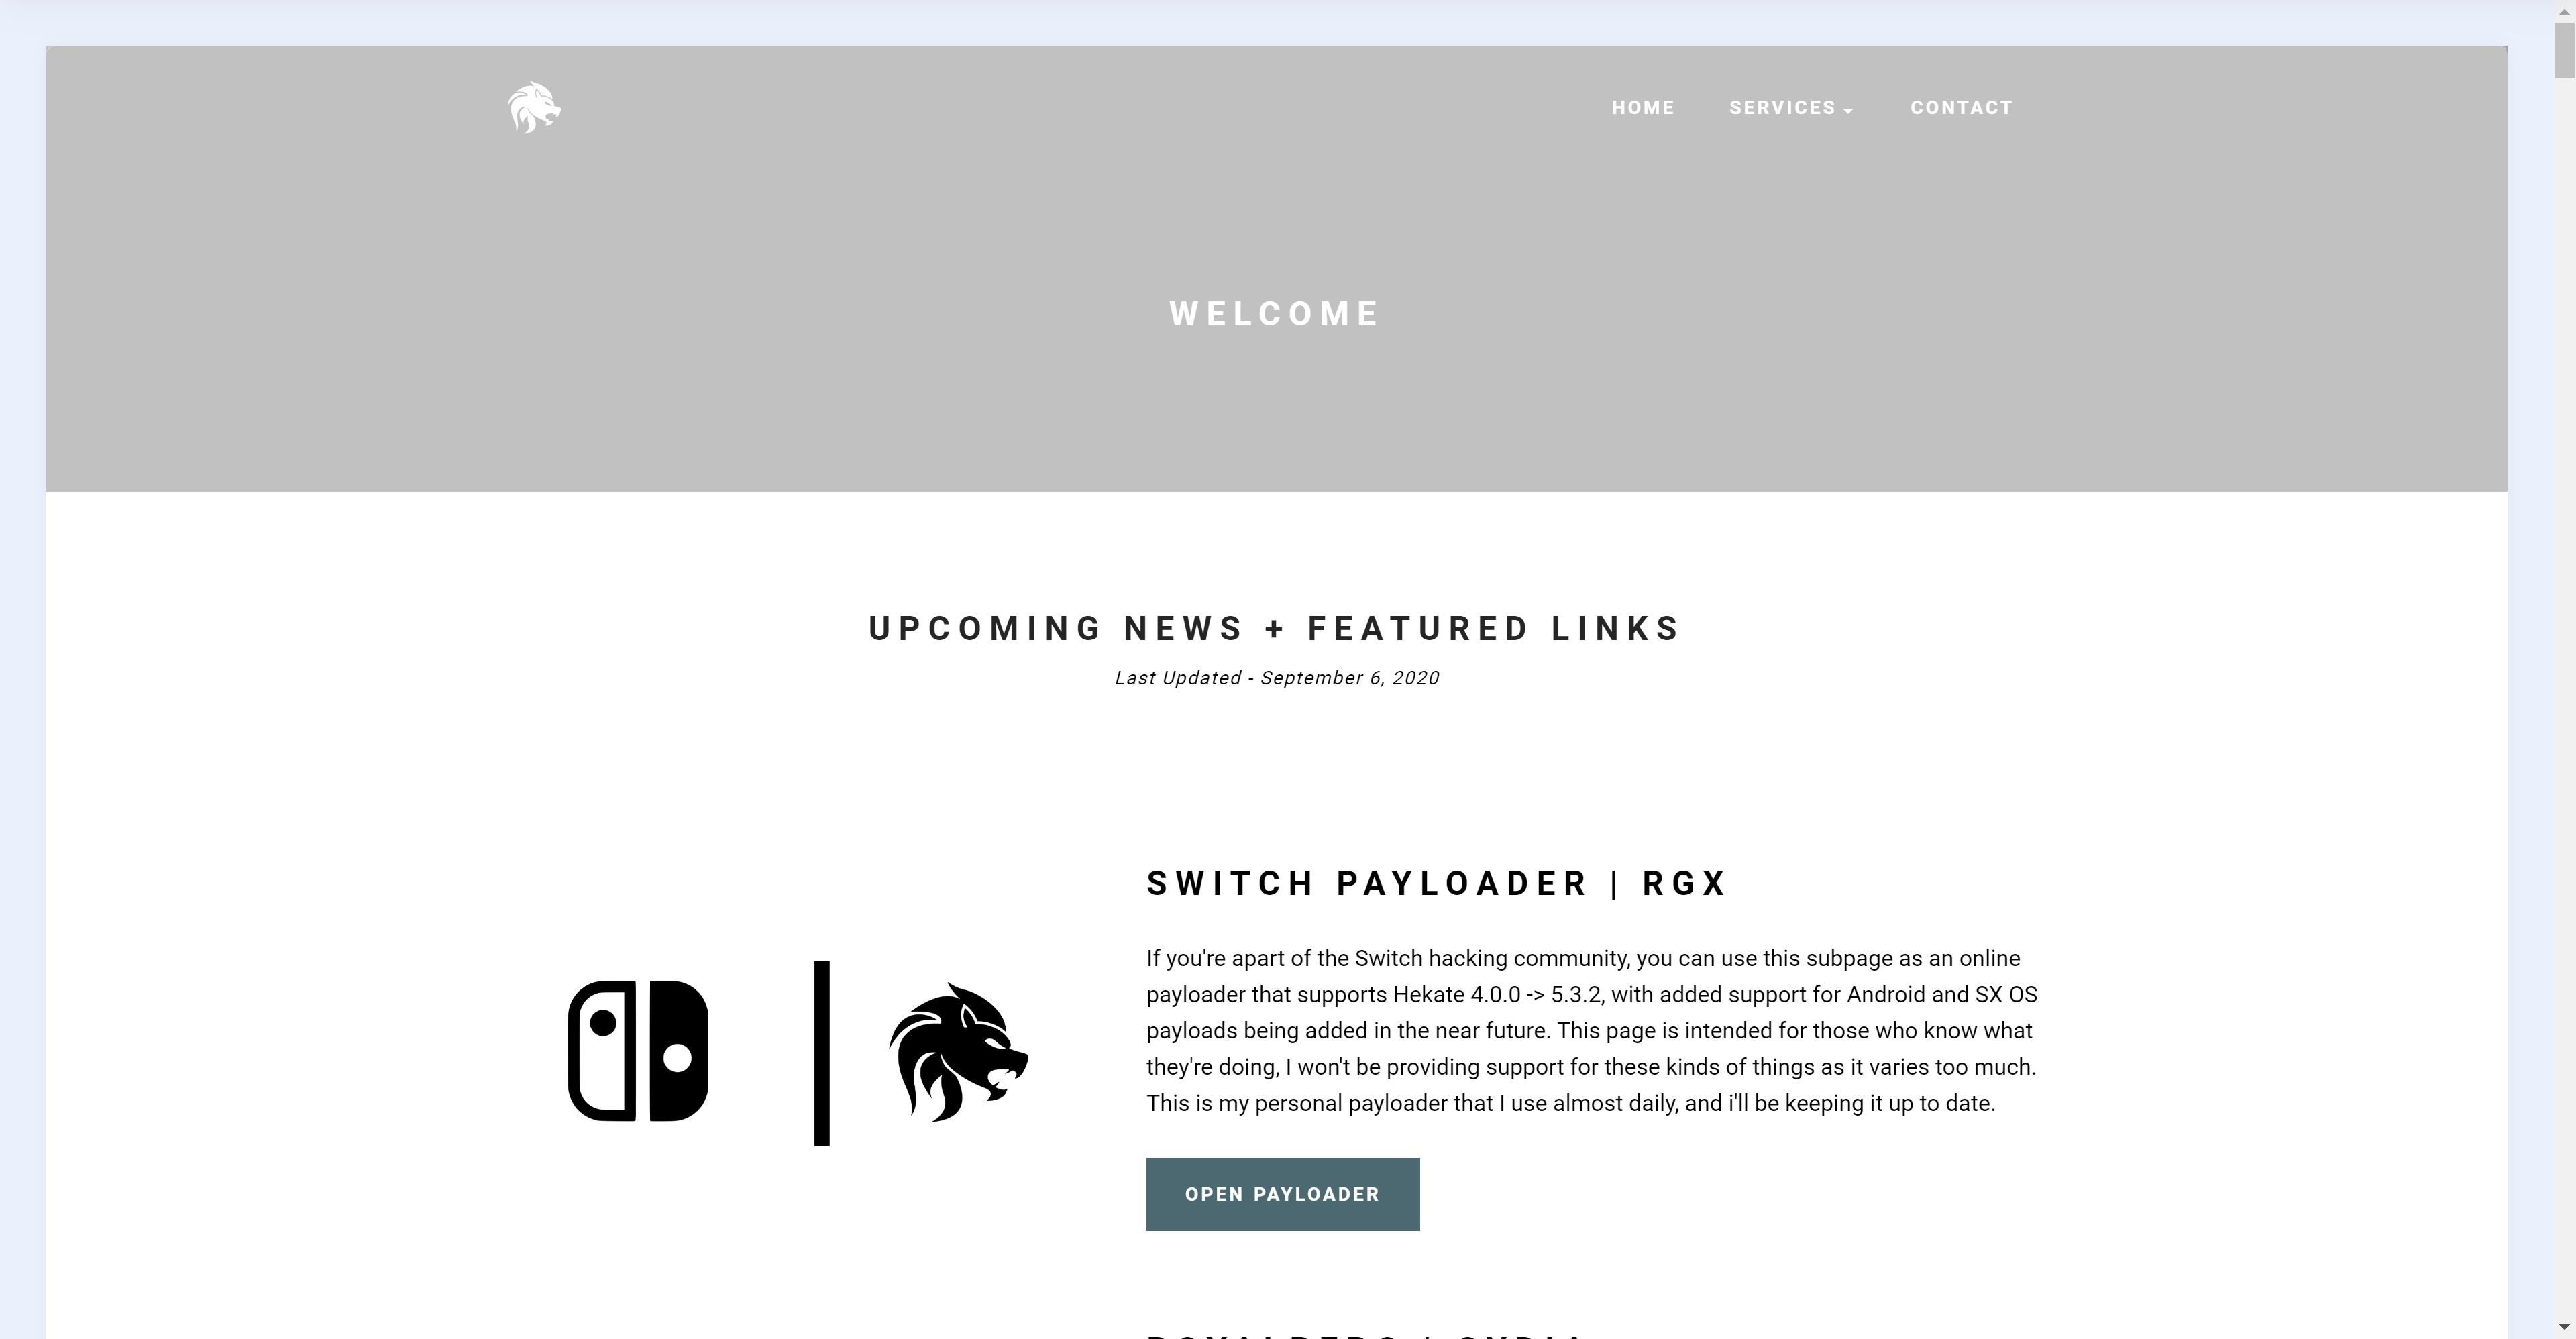 HOME SERVICES CONTACT
WELCOME
UPCOMING NEWS + FEATURED LINKS
Last Updated - September 6, 2020
SWITCH PAYLOADER | RGX
If you're apart of the Switch hacking community, you can use this subpage as an online
payloader that supports Hekate 4.0.0 -> 5.3.2, with added support for Android and SX OS
payloads being added in the near future. This page is intended for those who know what
they're doing, I won't be providing support for these kinds of things as it varies too much.
This is my personal payloader that I use almost daily, and i'll be keeping it up to date.
OPEN PAYLOADER